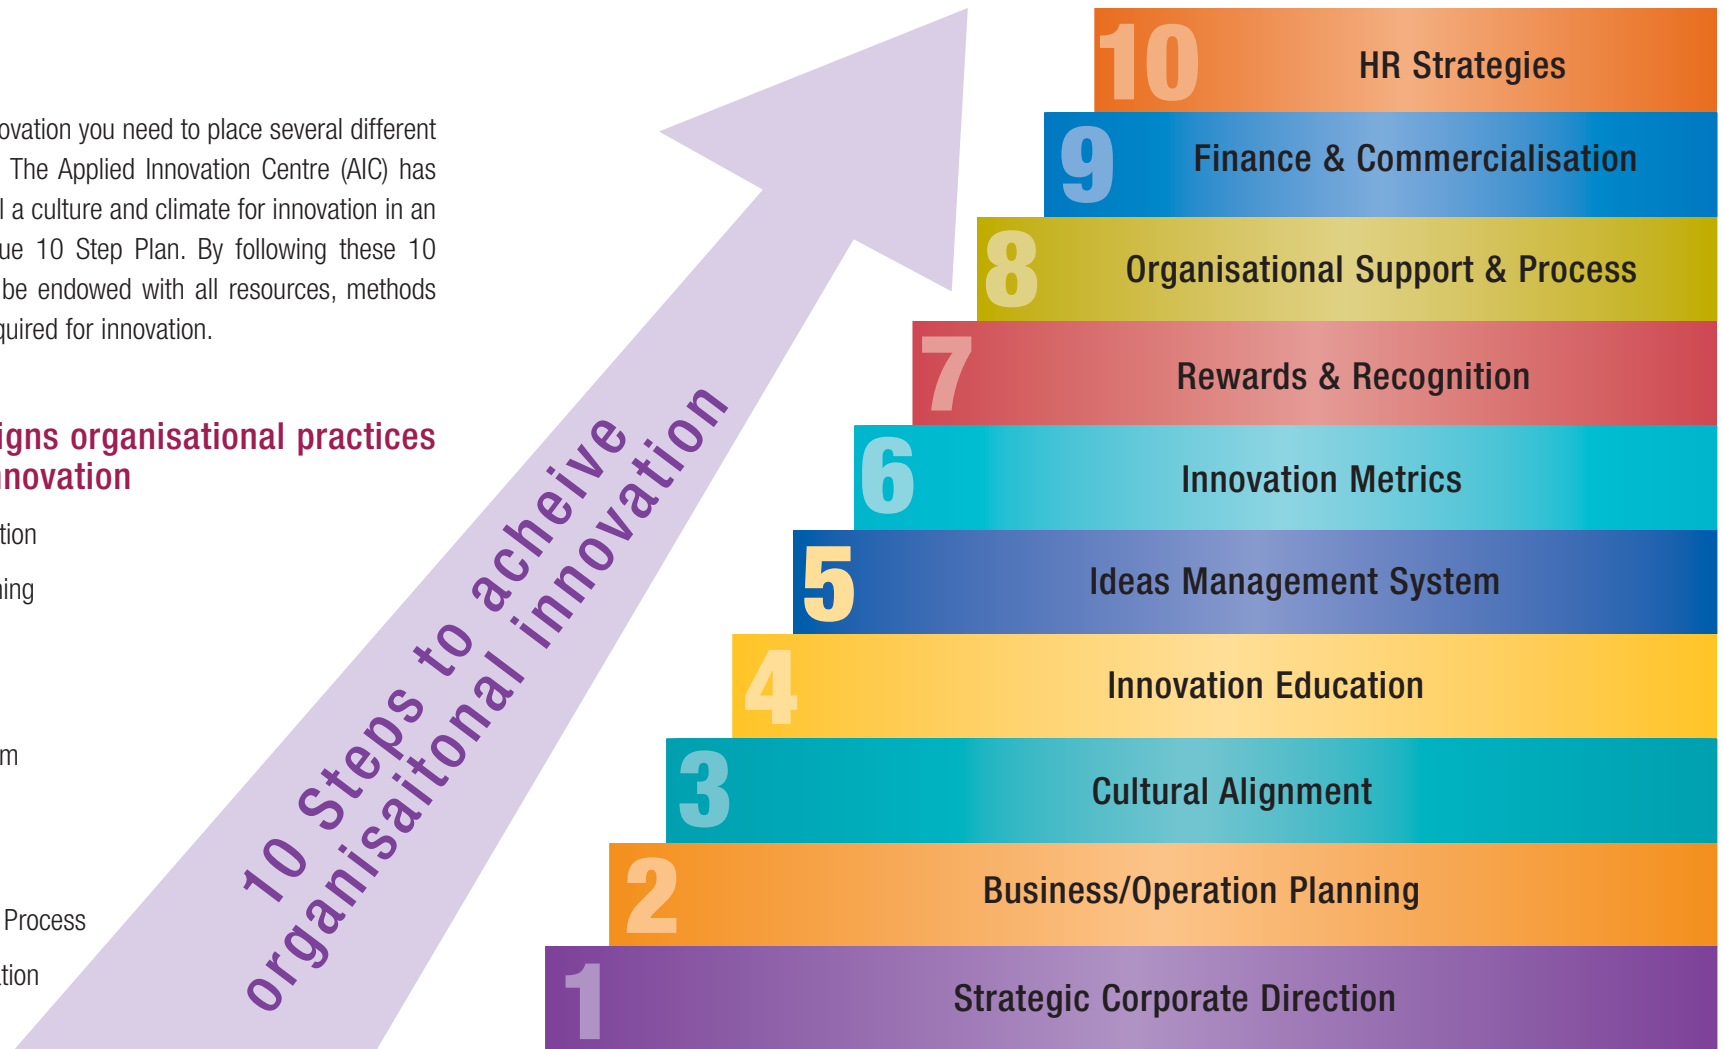 ovation you need to place several different
The Applied Innovation Centre (AIC) has
l a culture and climate for innovation in an
ue 10 Step Plan. By following these 10
be endowed with all resources, methods
quired for innovation.
igns organisational practices
nnovation
tion
ning
m
Process
ation
10 Steps to acheive
organisaitonal innovation
10 HR Strategies
9 Finance & Commercialisation
8 Organisational Support & Process
7 Rewards & Recognition
6 Innovation Metrics
5 Ideas Management System
4 Innovation Education
3 Cultural Alignment
2 Business/Operation Planning
1 Strategic Corporate Direction